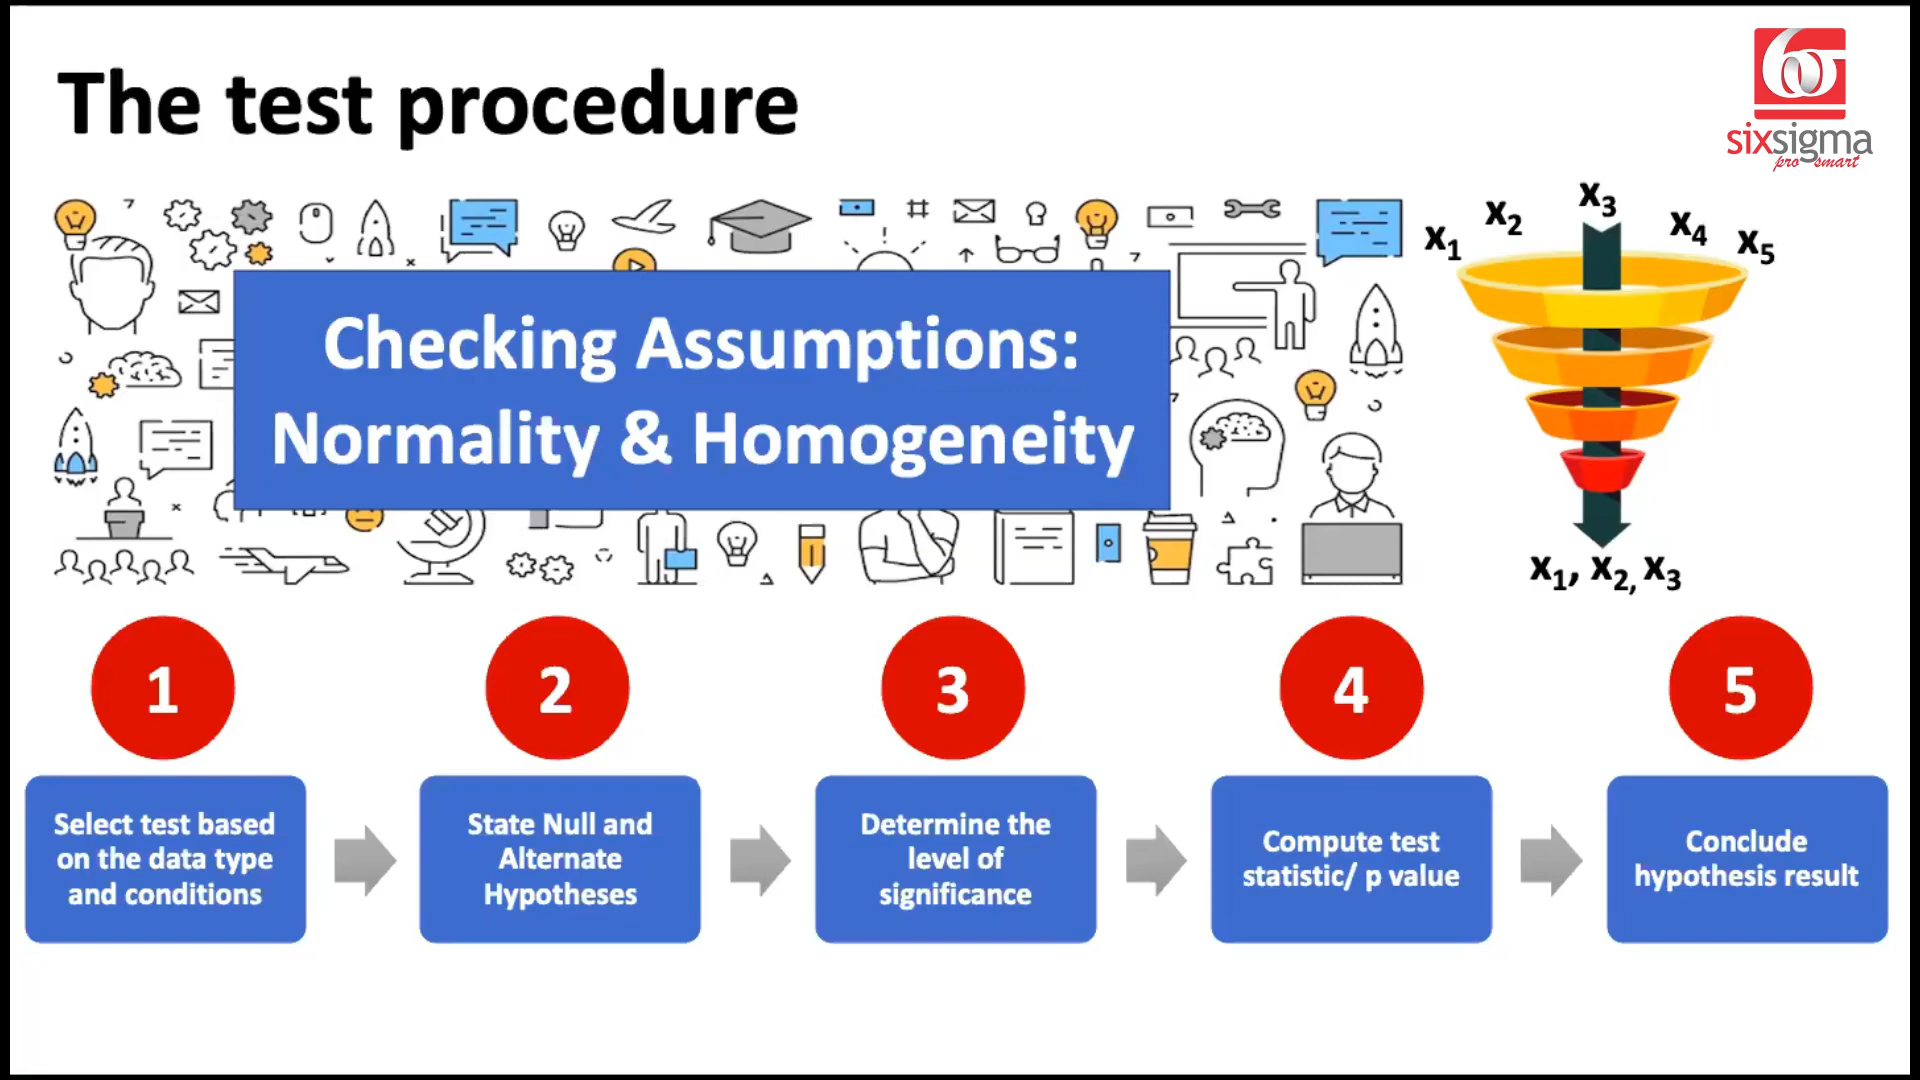 The test procedure
sixsigma
pro smart
Checking Assumptions:
Normality & Homogeneity
x₁
x₂
x₃
x₄
x₅
x₁, x₂, x₃
1
2
3
4
5
Select test based
on the data type
and conditions
State Null and
Alternate
Hypotheses
Determine the
level of
significance
Compute test
statistic/ p value
Conclude
hypothesis result